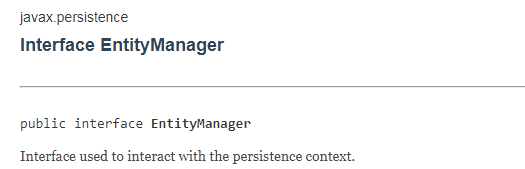 javax.persistence
Interface EntityManager
public interface EntityManager
Interface used to interact with the persistence context.